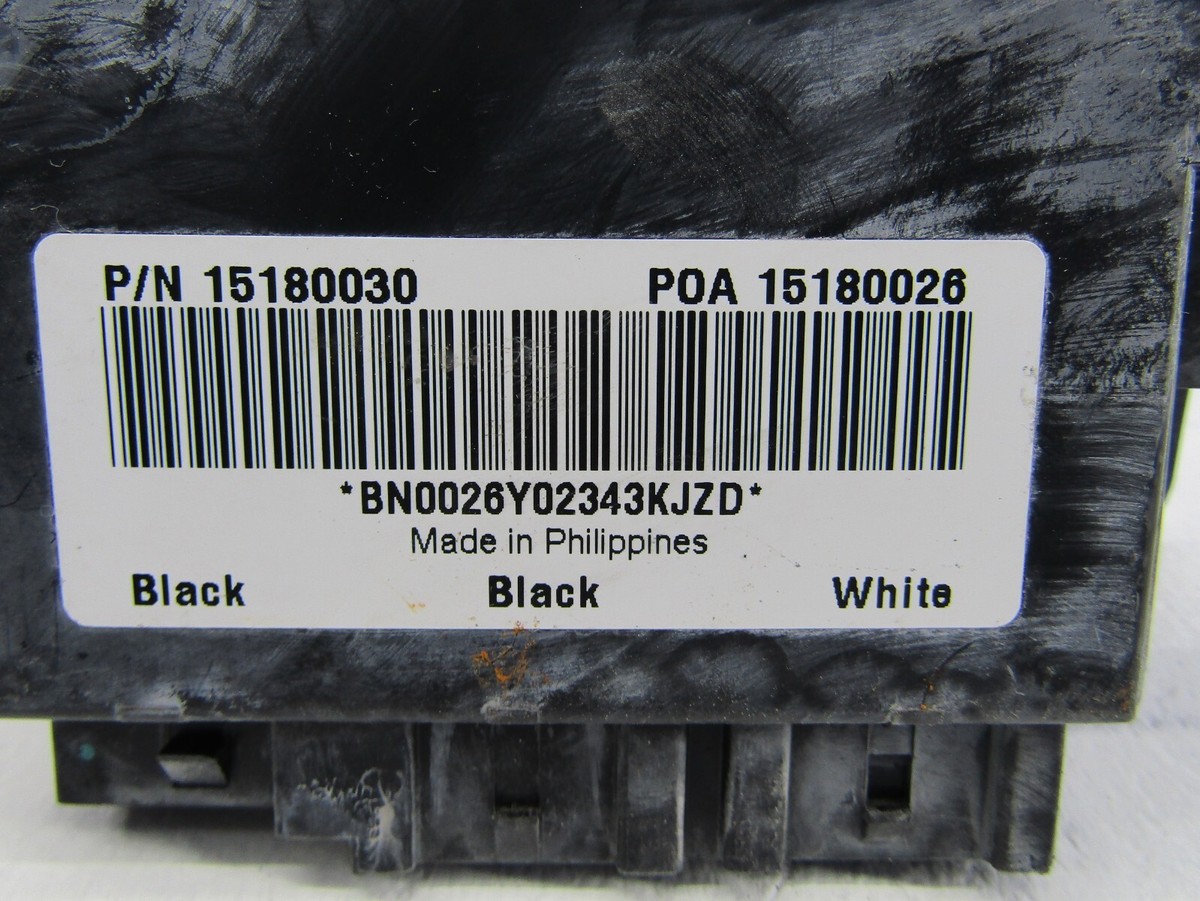 P/N 15180030 POA 15180026
*BN0026Y02343KJZD*
Made in Philippines
Black Black White